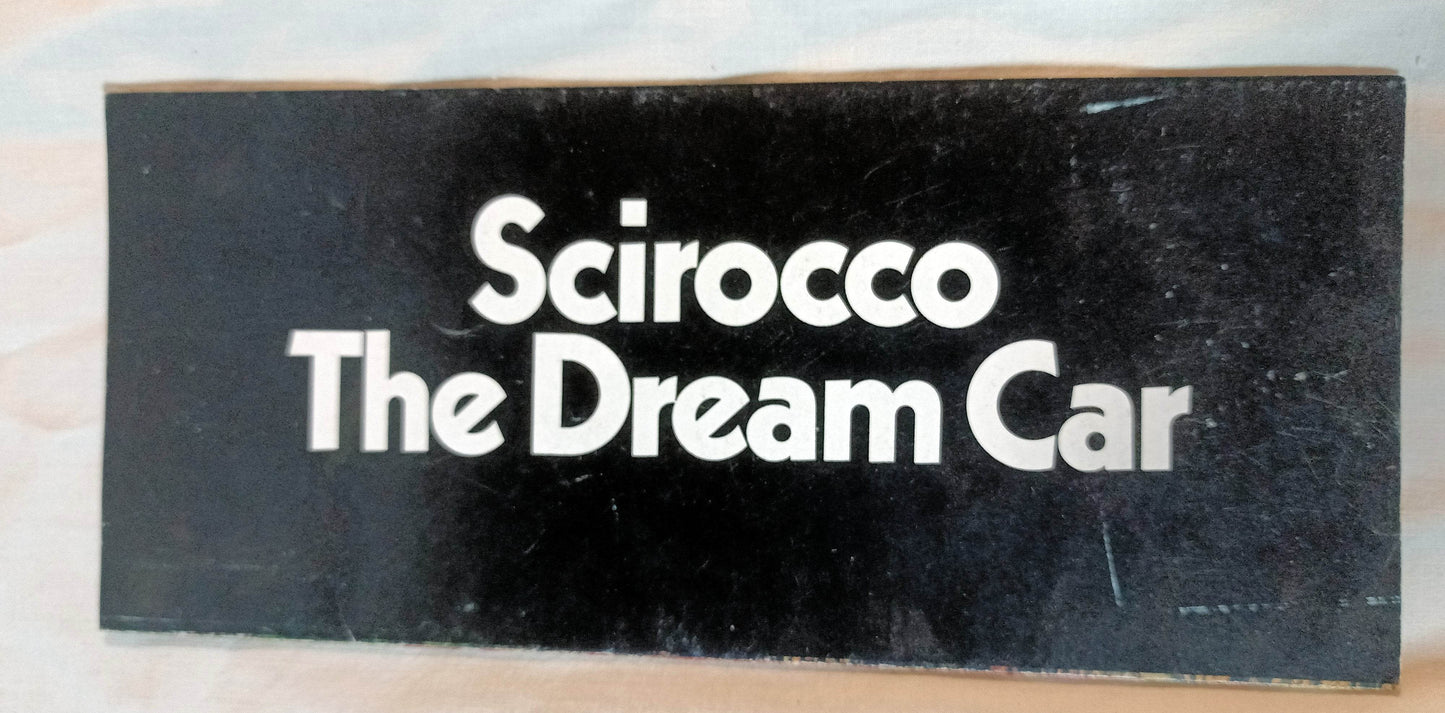 Scirocco
The Dream Car